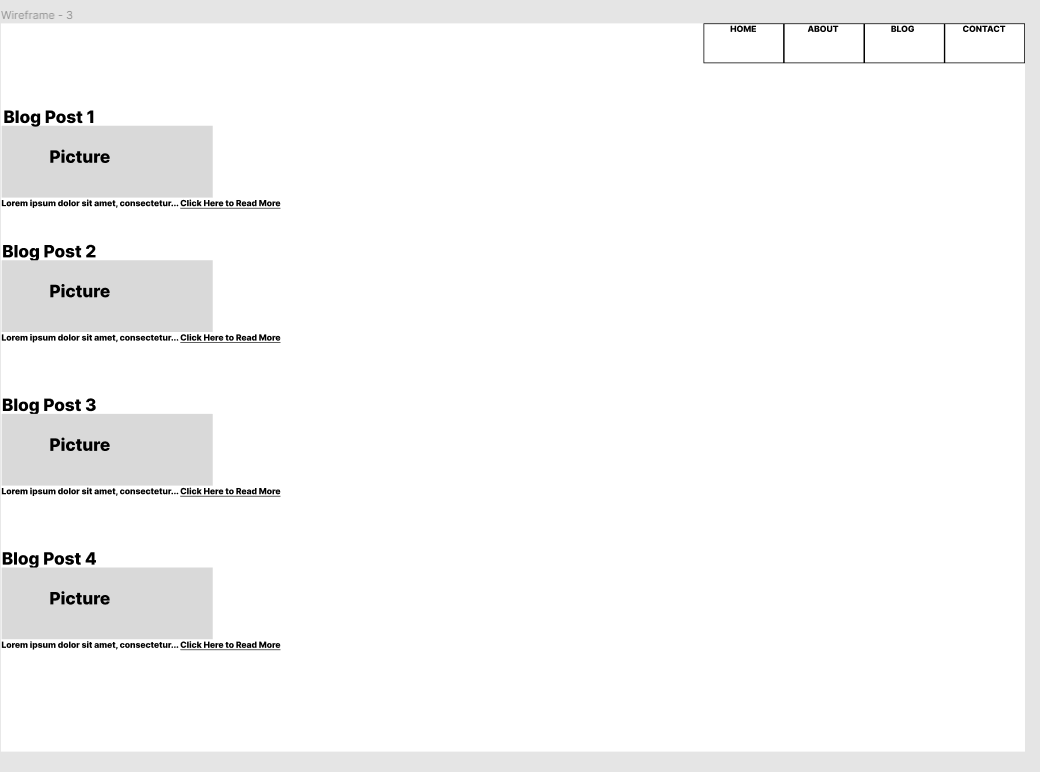 Wireframe - 3
HOME ABOUT BLOG CONTACT
Blog Post 1
Picture
Lorem ipsum dolor sit amet, consectetur... Click Here to Read More
Blog Post 2
Picture
Lorem ipsum dolor sit amet, consectetur... Click Here to Read More
Blog Post 3
Picture
Lorem ipsum dolor sit amet, consectetur... Click Here to Read More
Blog Post 4
Picture
Lorem ipsum dolor sit amet, consectetur... Click Here to Read More